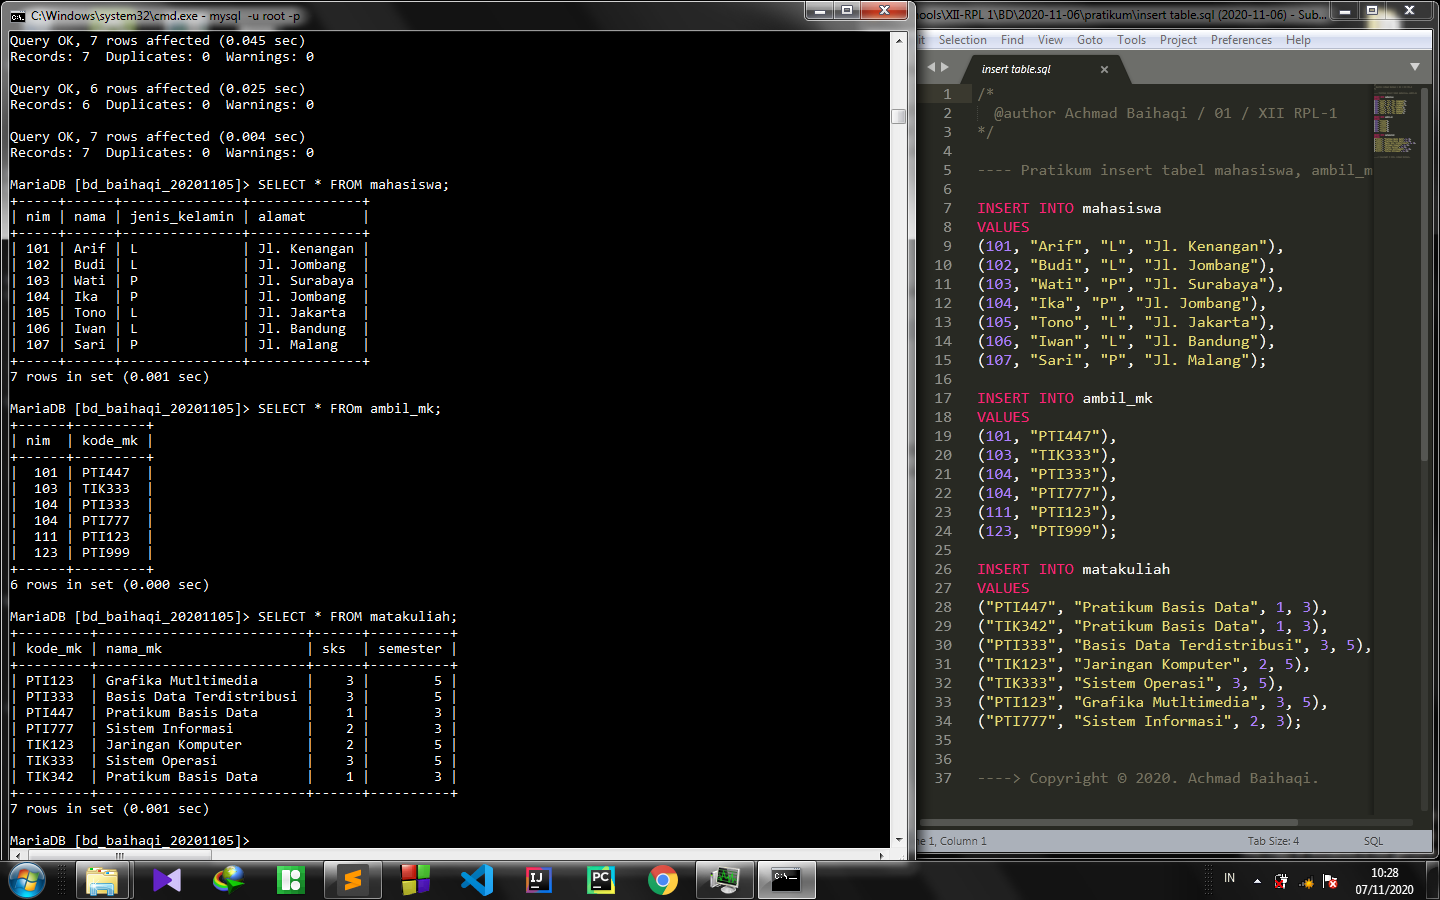 C:\Windows\system32\cmd.exe - mysql  -u root -p
Query OK, 7 rows affected (0.045 sec)
Records: 7  Duplicates: 0  Warnings: 0
Query OK, 6 rows affected (0.025 sec)
Records: 6  Duplicates: 0  Warnings: 0
Query OK, 7 rows affected (0.004 sec)
Records: 7  Duplicates: 0  Warnings: 0
MariaDB [bd_baihaqi_20201105]> SELECT * FROM mahasiswa;
+-----+------+---------------+--------------+
| nim | nama | jenis_kelamin | alamat       |
+-----+------+---------------+--------------+
| 101 | Arif | L             | Jl. Kenangan |
| 102 | Budi | L             | Jl. Jombang  |
| 103 | Wati | P             | Jl. Surabaya |
| 104 | Ika  | P             | Jl. Jombang  |
| 105 | Tono | L             | Jl. Jakarta  |
| 106 | Iwan | L             | Jl. Bandung  |
| 107 | Sari | P             | Jl. Malang   |
+-----+------+---------------+--------------+
7 rows in set (0.001 sec)
MariaDB [bd_baihaqi_20201105]> SELECT * FROm ambil_mk;
+------+---------+
| nim  | kode_mk |
+------+---------+
|  101 | PTI447  |
|  103 | TIK333  |
|  104 | PTI333  |
|  104 | PTI777  |
|  111 | PTI123  |
|  123 | PTI999  |
+------+---------+
6 rows in set (0.000 sec)
MariaDB [bd_baihaqi_20201105]> SELECT * FROM matakuliah;
+---------+--------------------------+------+----------+
| kode_mk | nama_mk                  | sks  | semester |
+---------+--------------------------+------+----------+
| PTI123  | Grafika Mutltimedia      |    3 |        5 |
| PTI333  | Basis Data Terdistribusi |    3 |        5 |
| PTI447  | Pratikum Basis Data      |    1 |        3 |
| PTI777  | Sistem Informasi         |    2 |        3 |
| TIK123  | Jaringan Komputer        |    2 |        5 |
| TIK333  | Sistem Operasi           |    3 |        5 |
| TIK342  | Pratikum Basis Data      |    1 |        3 |
+---------+--------------------------+------+----------+
7 rows in set (0.001 sec)
MariaDB [bd_baihaqi_20201105]>
ools\XII-RPL 1\BD\2020-11-06\pratikum\insert table.sql (2020-11-06) - Sub...
it Selection Find View Goto Tools Project Preferences Help
insert table.sql
1 /*
2   @author Achmad Baihaqi / 01 / XII RPL-1
3 */
4
5 ---- Pratikum insert tabel mahasiswa, ambil_m
6
7 INSERT INTO mahasiswa
8 VALUES
9 (101, "Arif", "L", "Jl. Kenangan"),
10 (102, "Budi", "L", "Jl. Jombang"),
11 (103, "Wati", "P", "Jl. Surabaya"),
12 (104, "Ika", "P", "Jl. Jombang"),
13 (105, "Tono", "L", "Jl. Jakarta"),
14 (106, "Iwan", "L", "Jl. Bandung"),
15 (107, "Sari", "P", "Jl. Malang");
16
17 INSERT INTO ambil_mk
18 VALUES
19 (101, "PTI447"),
20 (103, "TIK333"),
21 (104, "PTI333"),
22 (104, "PTI777"),
23 (111, "PTI123"),
24 (123, "PTI999");
25
26 INSERT INTO matakuliah
27 VALUES
28 ("PTI447", "Pratikum Basis Data", 1, 3),
29 ("TIK342", "Pratikum Basis Data", 1, 3),
30 ("PTI333", "Basis Data Terdistribusi", 3, 5),
31 ("TIK123", "Jaringan Komputer", 2, 5),
32 ("TIK333", "Sistem Operasi", 3, 5),
33 ("PTI123", "Grafika Mutltimedia", 3, 5),
34 ("PTI777", "Sistem Informasi", 2, 3);
35
36
37 ----> Copyright © 2020. Achmad Baihaqi.
e 1, Column 1
Tab Size: 4
SQL
IJ
PC
C:\_
IN
10:28
07/11/2020